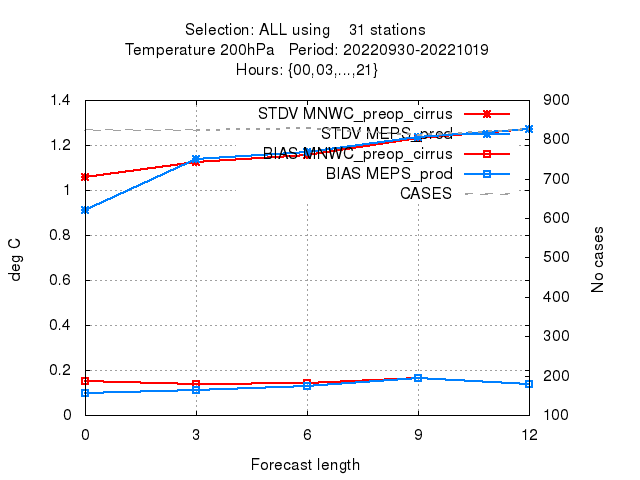 Selection: ALL using 31 stations
Temperature 200hPa Period: 20220930-20221019
Hours: {00,03,...,21}
1.4
1.2
1
0.8
0.6
0.4
0.2
0
deg C
900
800
700
600
500
400
300
200
100
No cases
STDV MNWC_preop_cirrus
STDV MEPS_prod
BIAS MNWC_preop_cirrus
BIAS MEPS_prod
CASES
0 3 6 9 12
Forecast length